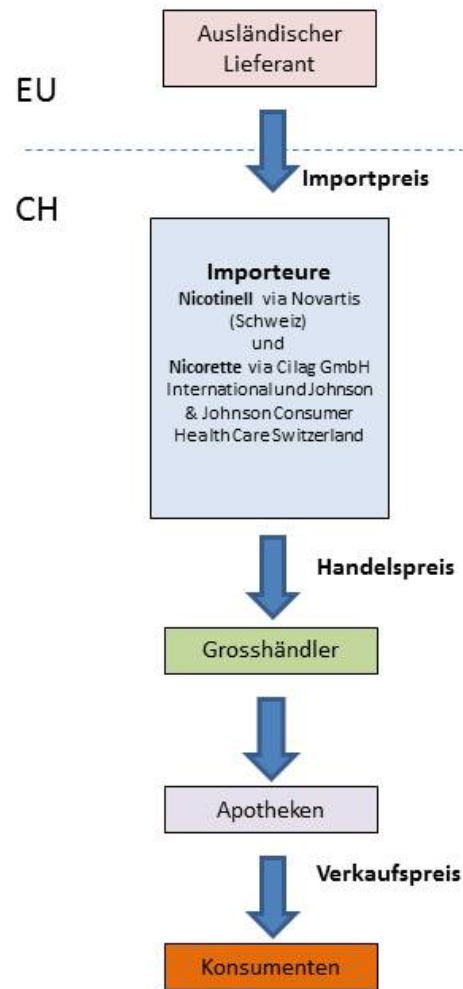 Ausländischer
Lieferant
EU
Importpreis
CH
Importeure
Nicotinell via Novartis
(Schweiz)
und
Nicorette via Cilag GmbH
International und Johnson
& Johnson Consumer
Health Care Switzerland
Handelspreis
Grosshändler
Apotheken
Verkaufspreis
Konsumenten